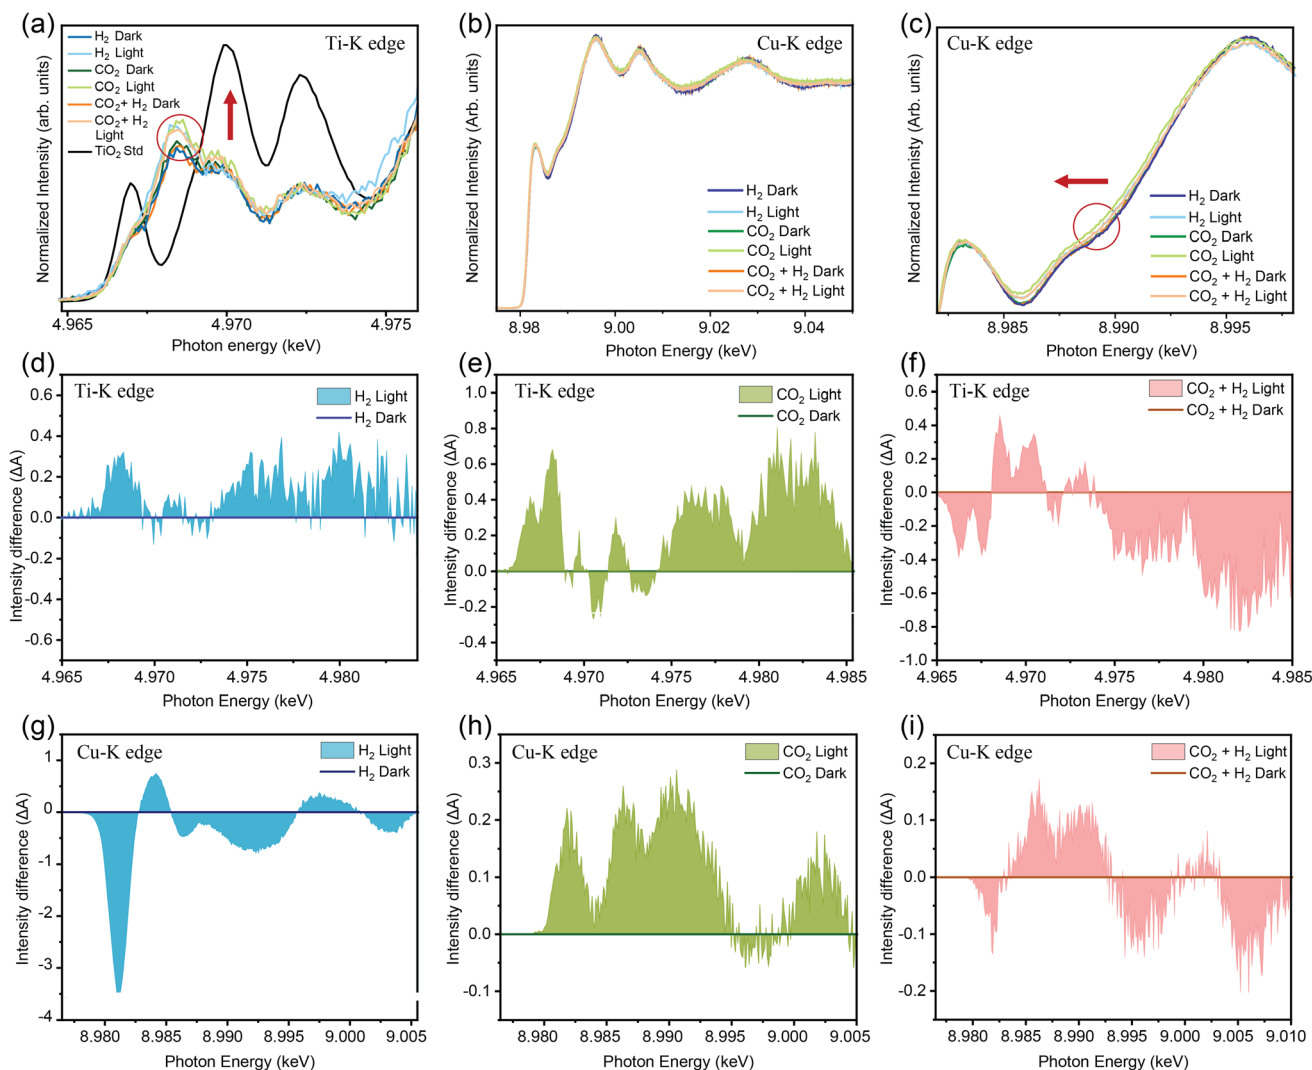 (a)
Ti-K edge
H₂ Dark
H₂ Light
CO₂ Dark
CO₂ Light
CO₂+ H₂ Dark
CO₂+ H₂
Light
TiO₂ Std
Normalized Intensity (arb. units)
4.965 4.970 4.975
Photon energy (keV)
(b)
Cu-K edge
H₂ Dark
H₂ Light
CO₂ Dark
CO₂ Light
CO₂ + H₂ Dark
CO₂ + H₂ Light
Normalized Intensity (Arb. units)
8.98 9.00 9.02 9.04
Photon Energy (keV)
(c)
Cu-K edge
H₂ Dark
H₂ Light
CO₂ Dark
CO₂ Light
CO₂ + H₂ Dark
CO₂ + H₂ Light
Normalized Intensity (Arb. units)
8.985 8.990 8.995
Photon Energy (keV)
(d)
Ti-K edge
H₂ Light
H₂ Dark
Intensity difference (ΔA)
0.6
0.4
0.2
0.0
-0.2
-0.4
-0.6
4.965 4.970 4.975 4.980
Photon Energy (keV)
(e)
Ti-K edge
CO₂ Light
CO₂ Dark
Intensity difference (ΔA)
1.0
0.8
0.6
0.4
0.2
0.0
-0.2
-0.4
4.965 4.970 4.975 4.980 4.985
Photon Energy (keV)
(f)
Ti-K edge
CO₂ + H₂ Light
CO₂ + H₂ Dark
Intensity difference (ΔA)
0.6
0.4
0.2
0.0
-0.2
-0.4
-0.6
-0.8
-1.0
4.965 4.970 4.975 4.980 4.985
Photon Energy (keV)
(g)
Cu-K edge
H₂ Light
H₂ Dark
Intensity difference (ΔA)
1
0
-1
-2
-3
-4
8.980 8.985 8.990 8.995 9.000 9.005
Photon Energy (keV)
(h)
Cu-K edge
CO₂ Light
CO₂ Dark
Intensity difference (ΔA)
0.3
0.2
0.1
0.0
-0.1
8.980 8.985 8.990 8.995 9.000 9.005
Photon Energy (keV)
(i)
Cu-K edge
CO₂ + H₂ Light
CO₂ + H₂ Dark
Intensity difference (ΔA)
0.2
0.1
0.0
-0.1
-0.2
8.980 8.985 8.990 8.995 9.000 9.005 9.010
Photon Energy (keV)